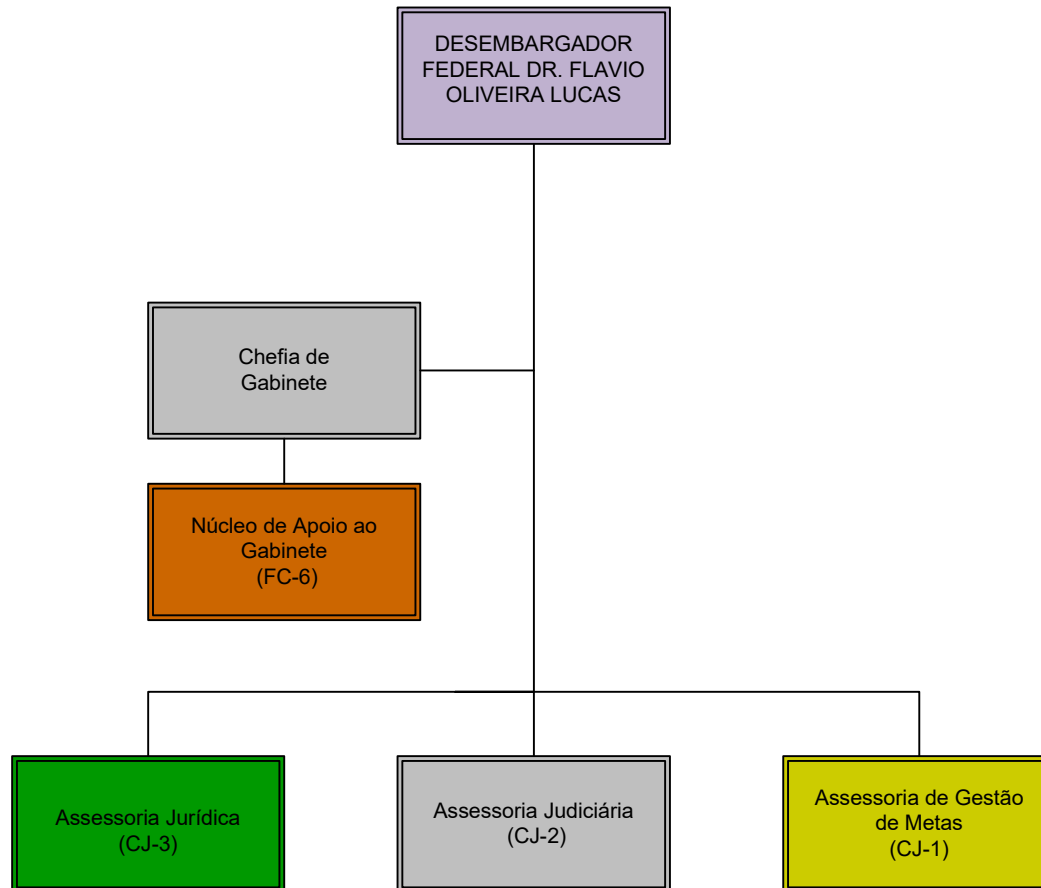 DESEMBARGADOR
FEDERAL DR. FLAVIO
OLIVEIRA LUCAS
Chefia de
Gabinete
Núcleo de Apoio ao
Gabinete
(FC-6)
Assessoria Jurídica
(CJ-3)
Assessoria Judiciária
(CJ-2)
Assessoria de Gestão
de Metas
(CJ-1)